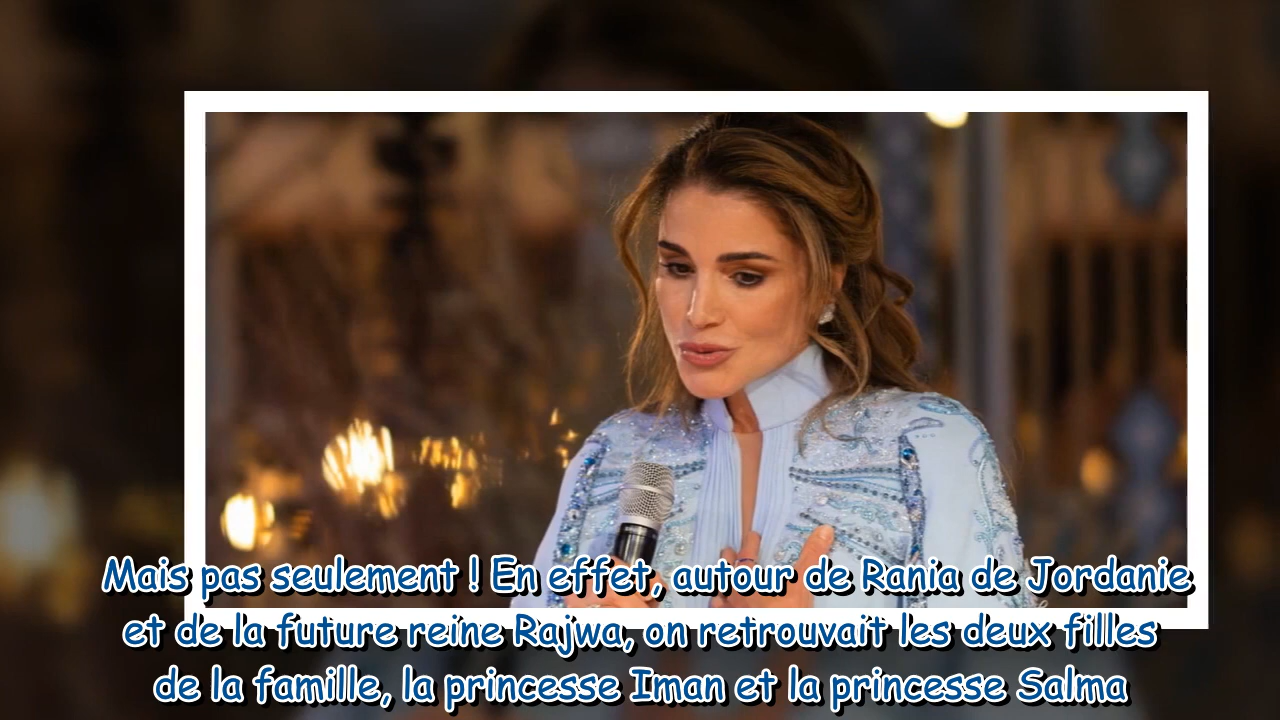 Mais pas seulement ! En effet, autour de Rania de Jordanie
et de la future reine Rajwa, on retrouvait les deux filles
de la famille, la princesse Iman et la princesse Salma